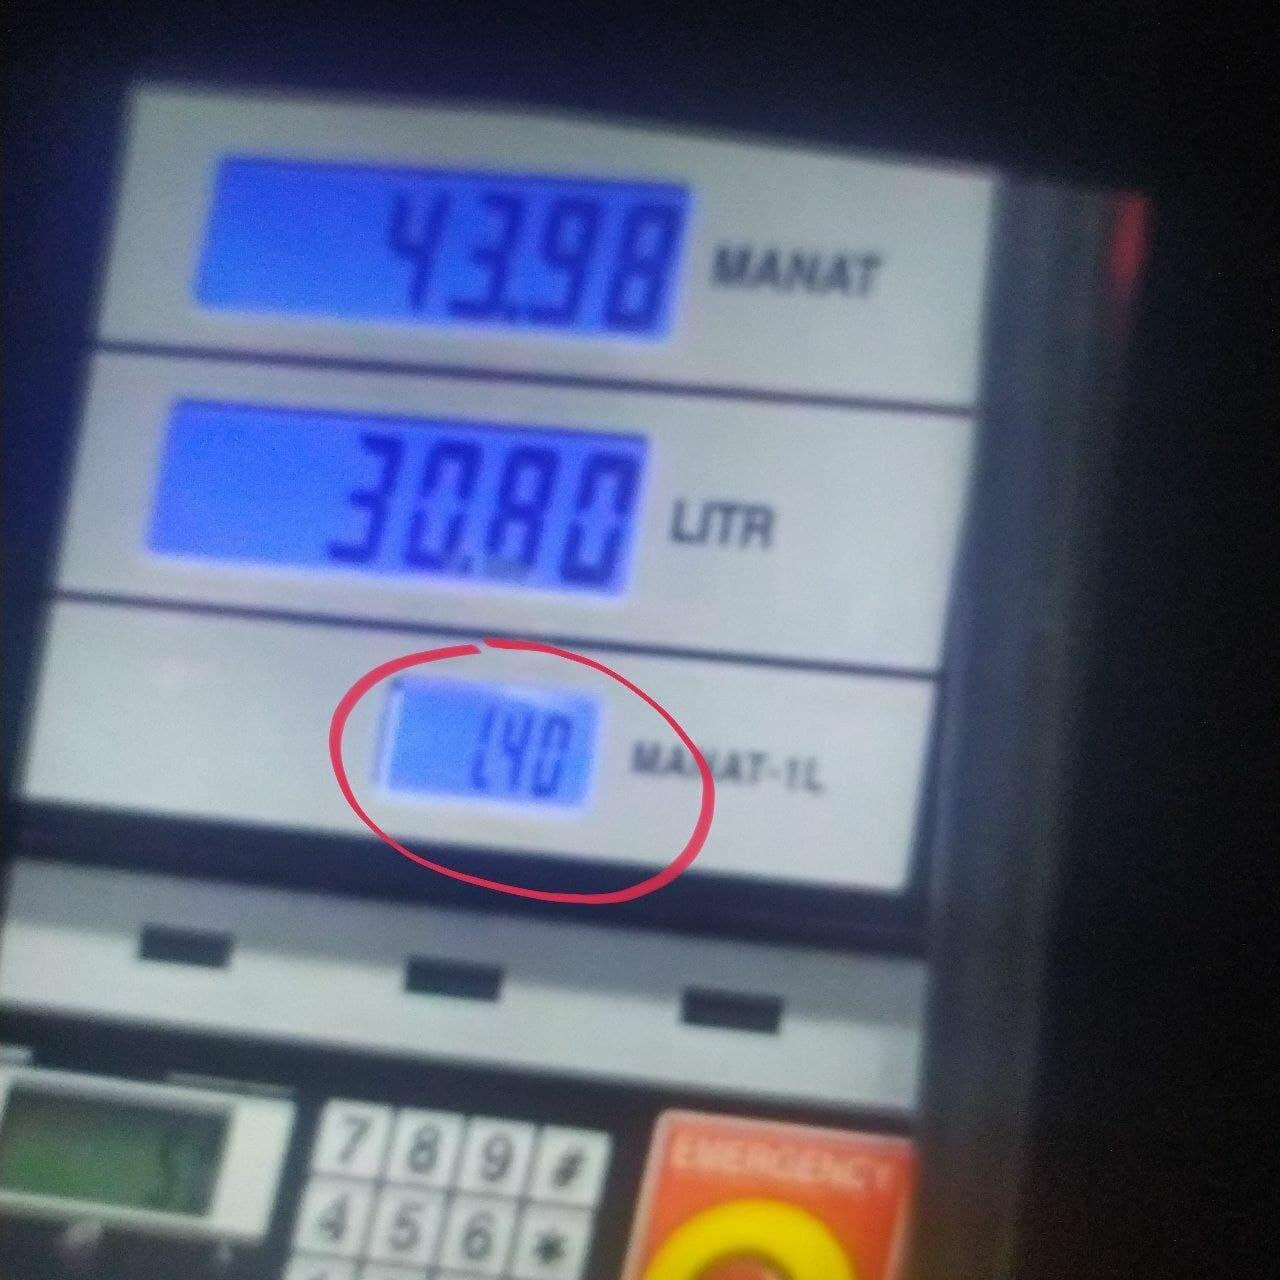 43.98 MANAT
30.80 LITR
1.40 MANAT-1L
7 8 9 #
4 5 6 *
EMERGENCY